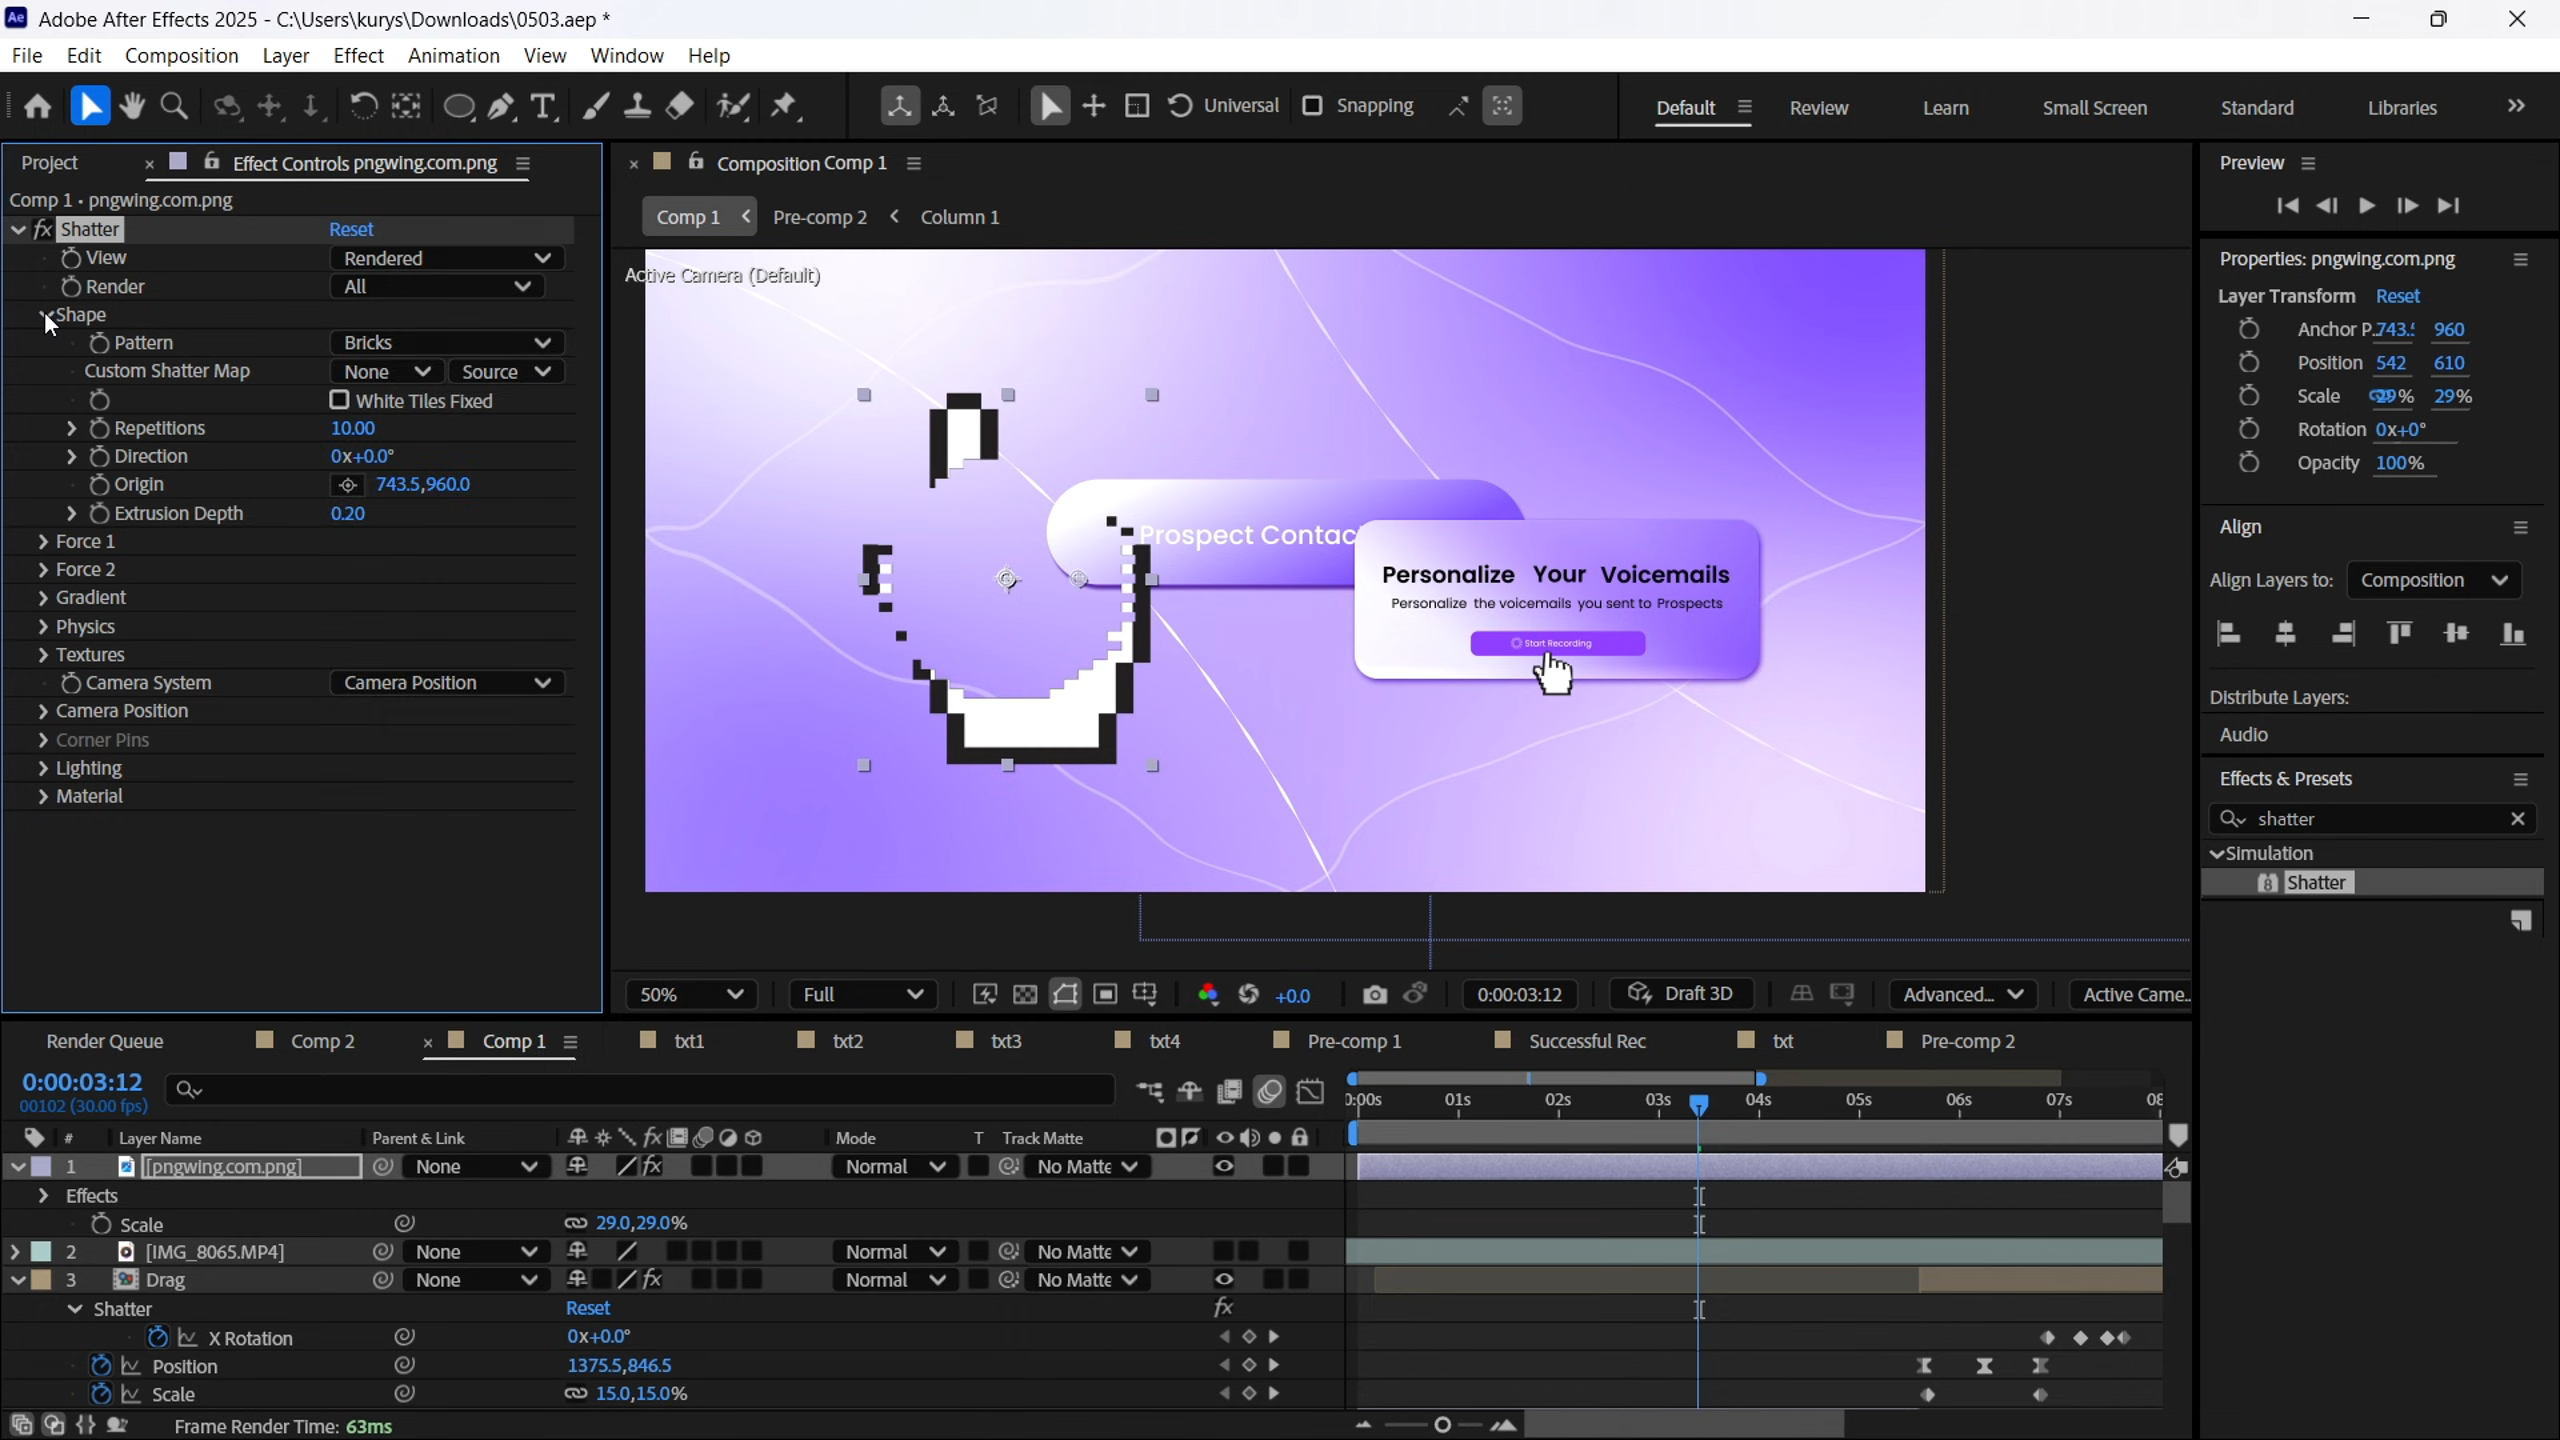 Adobe After Effects 2025 - C:\Users\kurys\Downloads\0503.aep *
File Edit Composition Layer Effect Animation View Window Help
Universal Snapping Default Review Learn Small Screen Standard Libraries
Project Effect Controls pngwing.com.png
Comp 1 • pngwing.com.png
fx Shatter Reset
View Rendered
Render All
Shape
Pattern Bricks
Custom Shatter Map None Source
White Tiles Fixed
Repetitions 10.00
Direction 0x+0.0°
Origin 743.5,960.0
Extrusion Depth 0.20
Force 1
Force 2
Gradient
Physics
Textures
Camera System Camera Position
Camera Position
Corner Pins
Lighting
Material
Composition Comp 1
Comp 1 Pre-comp 2 Column 1
Active Camera (Default)
Prospect Contac
Personalize Your Voicemails
Personalize the voicemails you sent to Prospects
Start Recording
50% Full +0.0 0:00:03:12 Draft 3D Advanced... Active Came...
Preview
Properties: pngwing.com.png
Layer Transform Reset
Anchor P..743.5 960
Position 542 610
Scale 29% 29%
Rotation 0x+0°
Opacity 100%
Align
Align Layers to: Composition
Distribute Layers:
Audio
Effects & Presets
shatter
Simulation
8 Shatter
Render Queue Comp 2 Comp 1 txt1 txt2 txt3 txt4 Pre-comp 1 Successful Rec txt Pre-comp 2
0:00:03:12
00102 (30.00 fps)
0:00s 01s 02s 03s 04s 05s 06s 07s 08
# Layer Name Parent & Link fx Mode T Track Matte
1 [pngwing.com.png] None fx Normal No Matte
Effects
Scale 29.0,29.0%
2 [IMG_8065.MP4] None Normal No Matte
3 Drag None fx Normal No Matte
Shatter Reset fx
X Rotation 0x+0.0°
Position 1375.5,846.5
Scale 15.0,15.0%
Frame Render Time: 63ms